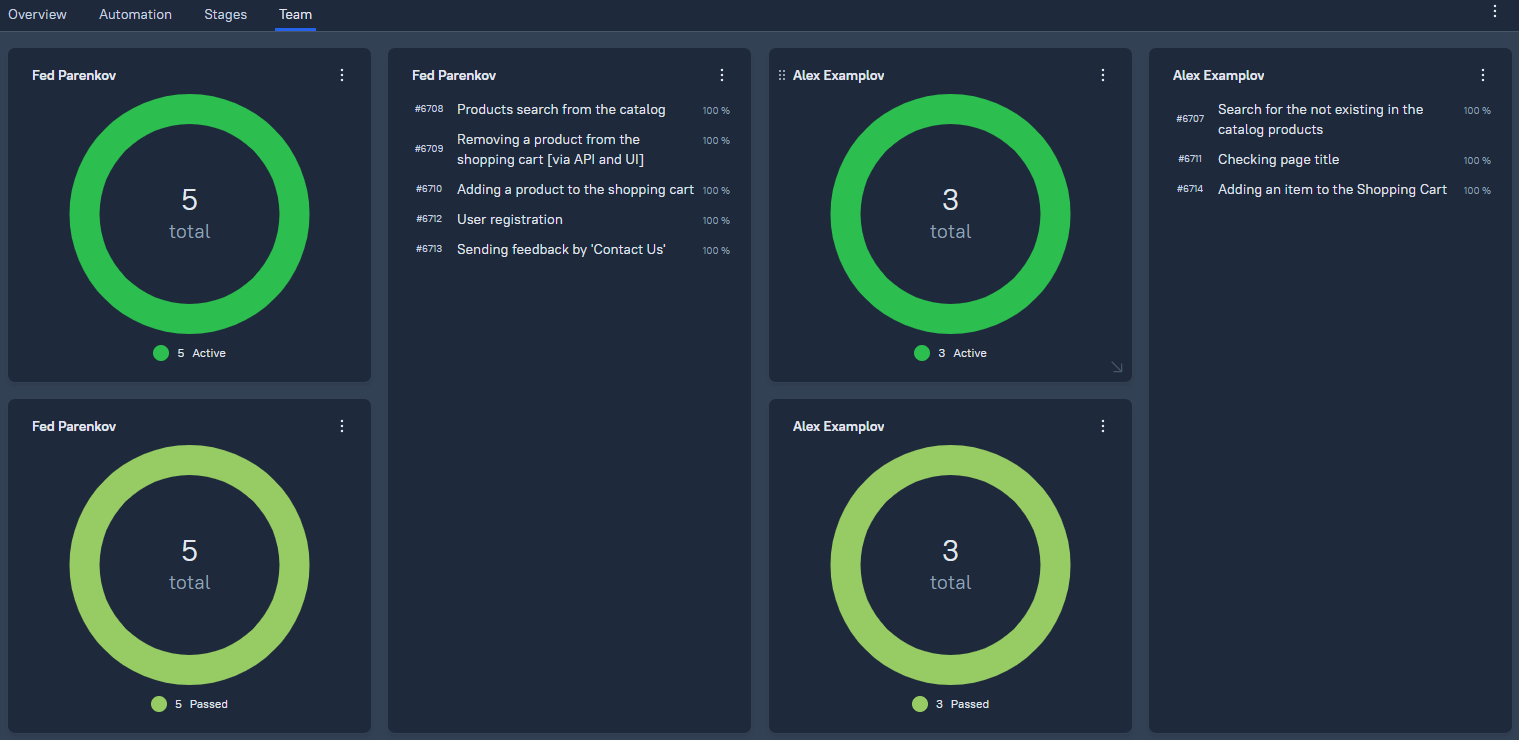 Overview Automation Stages Team
Fed Parenkov
5
total
5 Active
Fed Parenkov
#6708 Products search from the catalog 100 %
#6709 Removing a product from the 100 %
shopping cart [via API and UI]
#6710 Adding a product to the shopping cart 100 %
#6712 User registration 100 %
#6713 Sending feedback by 'Contact Us' 100 %
Alex Examplov
3
total
3 Active
Alex Examplov
#6707 Search for the not existing in the 100 %
catalog products
#6711 Checking page title 100 %
#6714 Adding an item to the Shopping Cart 100 %
Fed Parenkov
5
total
5 Passed
Alex Examplov
3
total
3 Passed